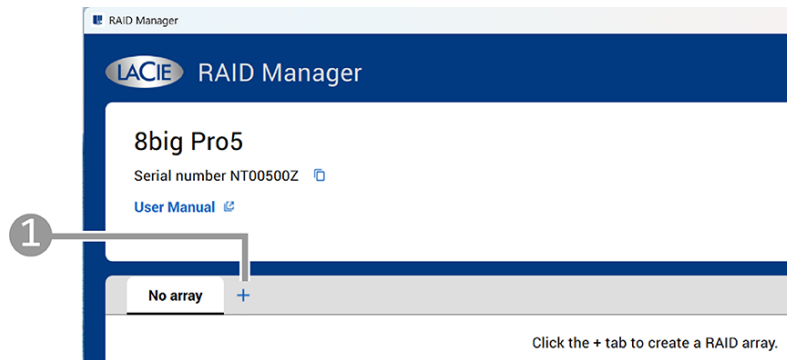 RAID Manager
LACIE RAID Manager
8big Pro5
Serial number NT00500Z
User Manual
1
No array +
Click the + tab to create a RAID array.